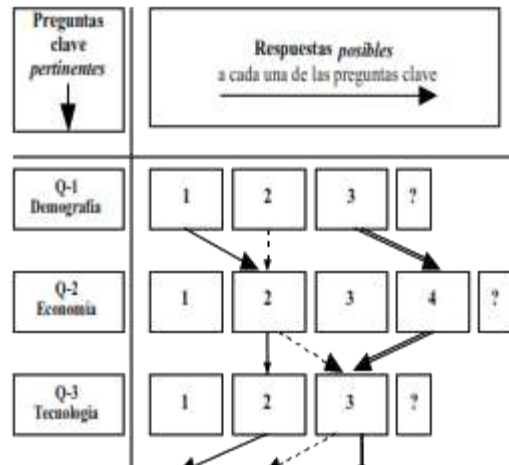 Preguntas
clave
pertinentes
Respuestas posibles
a cada una de las preguntas clave
Q-1
Demografía
1 2 3 ?
Q-2
Economía
1 2 3 4 ?
Q-3
Tecnología
1 2 3 ?